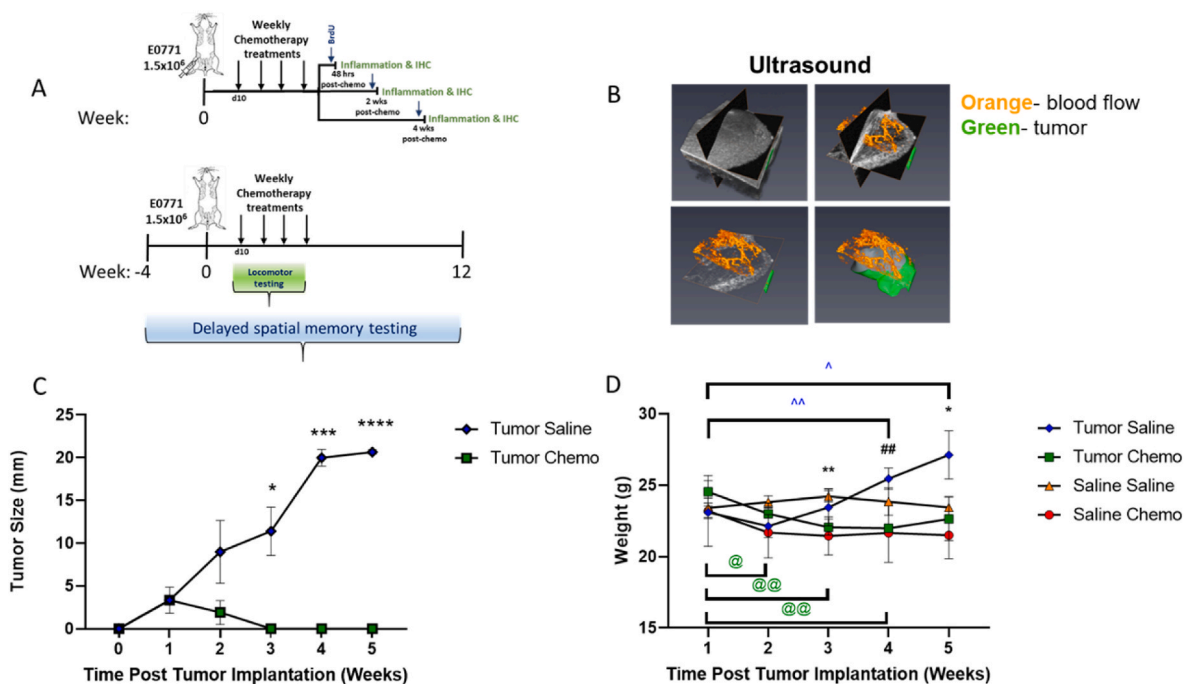 A
E0771
1.5x10⁶
Weekly
Chemotherapy
treatments
BrdU
Inflammation & IHC
48 hrs
post-chemo
Inflammation & IHC
2 wks
post-chemo
Inflammation & IHC
4 wks
post-chemo
d10
Week:
0
E0771
1.5x10⁶
Weekly
Chemotherapy
treatments
d10
Week: -4
0
12
Locomotor
testing
Delayed spatial memory testing
B
Ultrasound
Orange- blood flow
Green- tumor
C
Tumor Size (mm)
25
20
15
10
5
0
*
***
****
Tumor Saline
Tumor Chemo
0 1 2 3 4 5
Time Post Tumor Implantation (Weeks)
D
Weight (g)
30
25
20
15
^
^^
**
##
*
@
@@
@@
Tumor Saline
Tumor Chemo
Saline Saline
Saline Chemo
1 2 3 4 5
Time Post Tumor Implantation (Weeks)